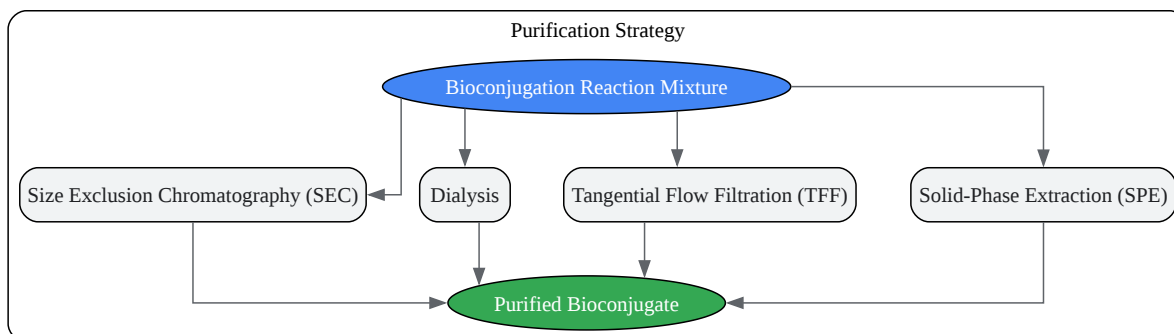 Purification Strategy
Bioconjugation Reaction Mixture
Size Exclusion Chromatography (SEC)
Dialysis
Tangential Flow Filtration (TFF)
Solid-Phase Extraction (SPE)
Purified Bioconjugate